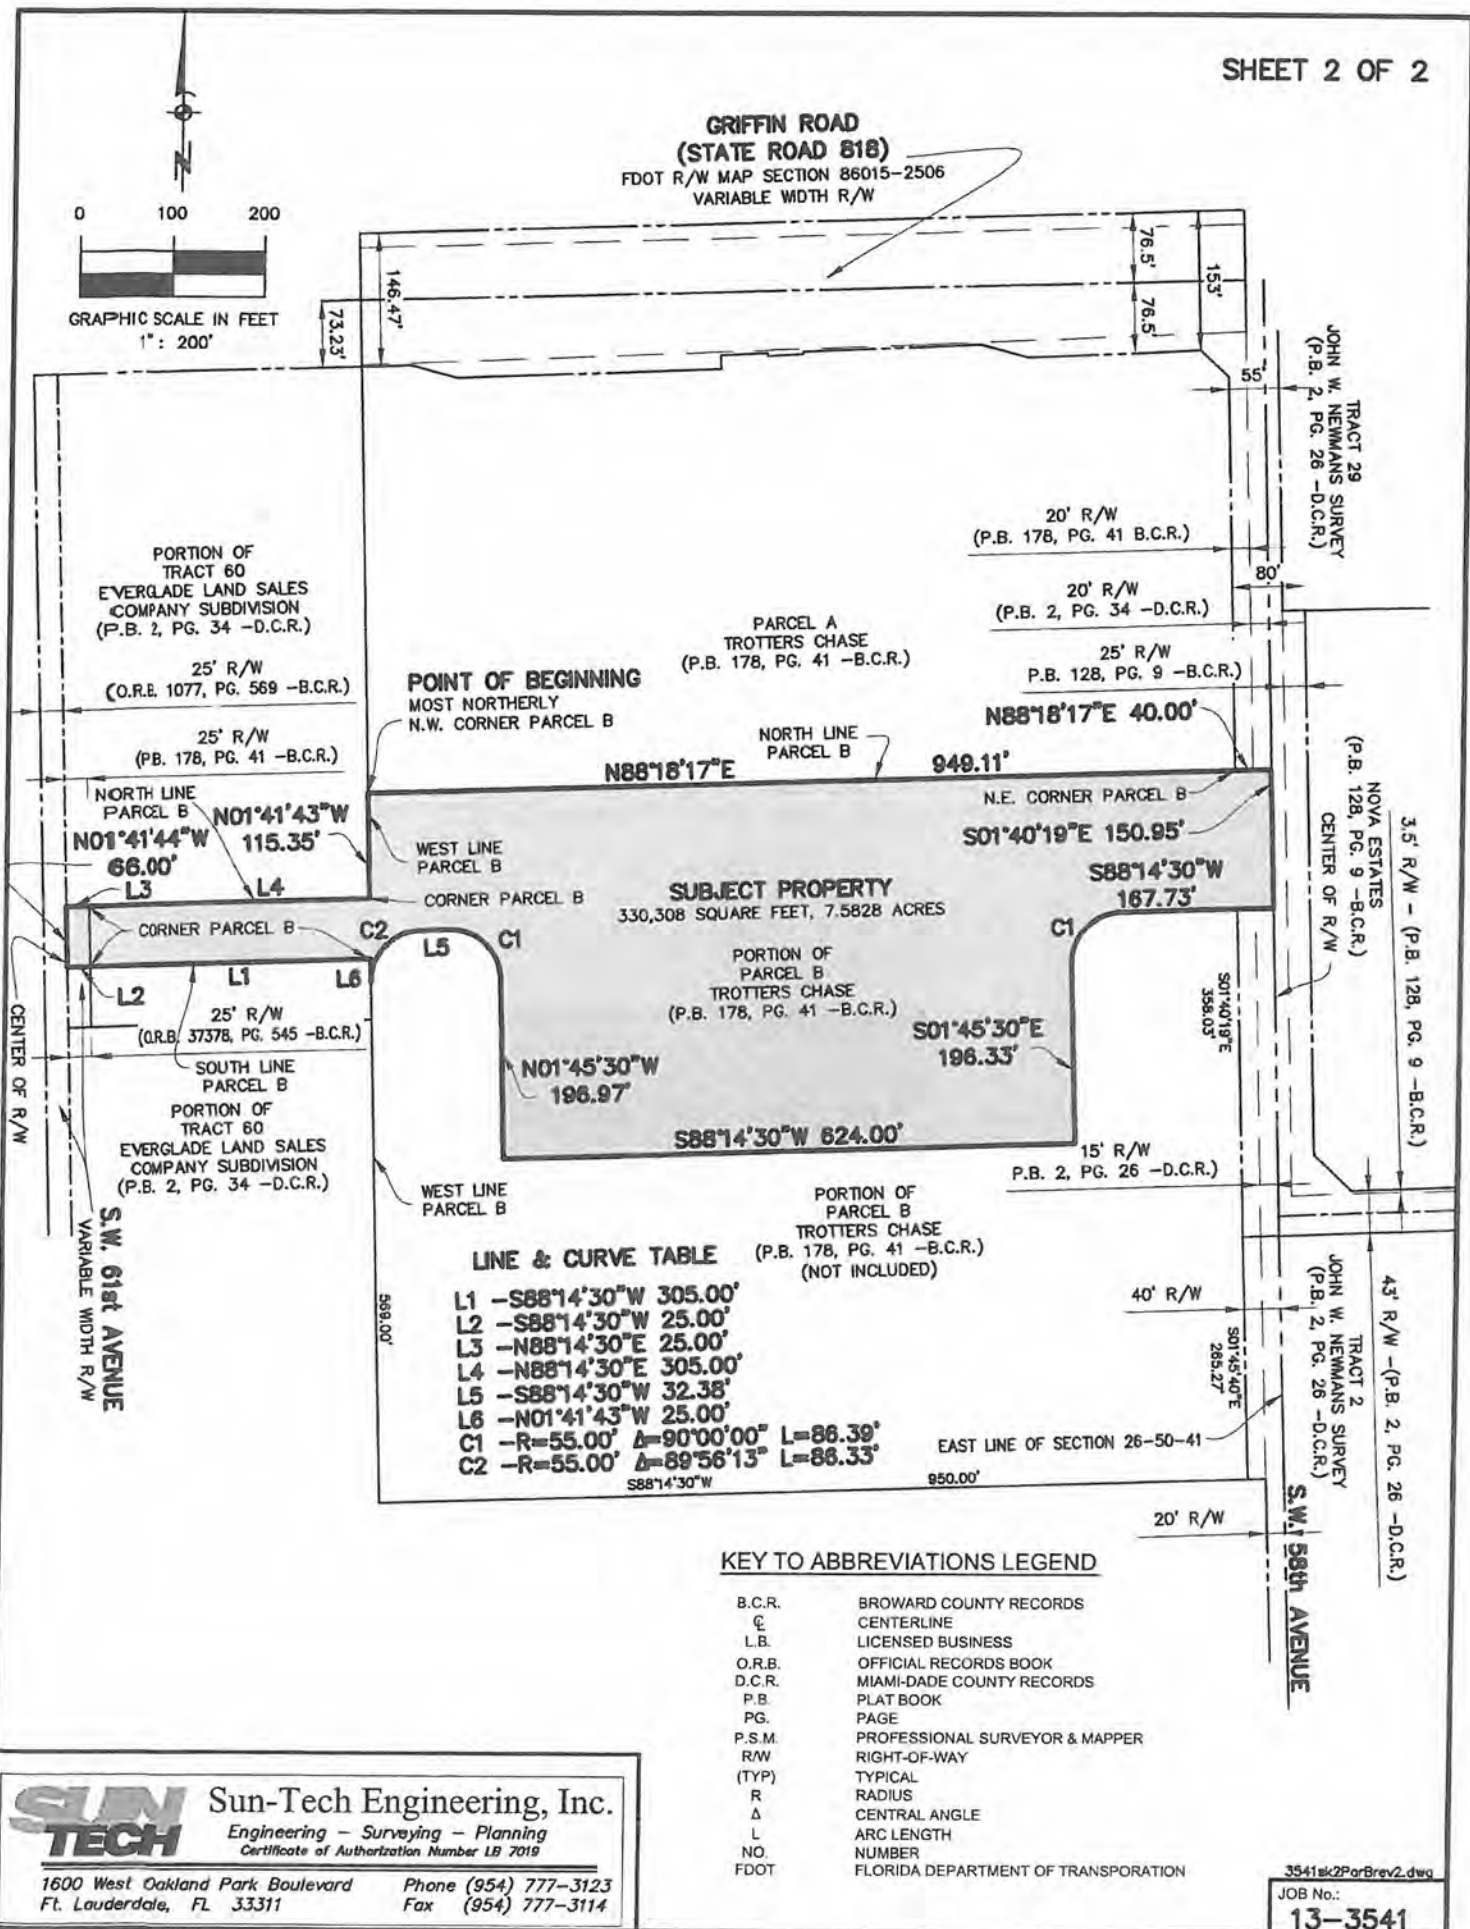 SHEET 2 OF 2
N
0 100 200
GRAPHIC SCALE IN FEET
1" : 200'
GRIFFIN ROAD
(STATE ROAD 818)
FDOT R/W MAP SECTION 86015-2506
VARIABLE WIDTH R/W
146.47'
73.23'
76.5'
76.5'
153'
55'
TRACT 29
JOHN W. NEWMANS SURVEY
(P.B. 2, PG. 26 -D.C.R.)
20' R/W
(P.B. 178, PG. 41 B.C.R.)
80'
20' R/W
(P.B. 2, PG. 34 -D.C.R.)
25' R/W
P.B. 128, PG. 9 -B.C.R.)
PORTION OF
TRACT 60
EVERGLADE LAND SALES
COMPANY SUBDIVISION
(P.B. 2, PG. 34 -D.C.R.)
25' R/W
(O.R.B. 1077, PG. 569 -B.C.R.)
25' R/W
(P.B. 178, PG. 41 -B.C.R.)
PARCEL A
TROTTERS CHASE
(P.B. 178, PG. 41 -B.C.R.)
POINT OF BEGINNING
MOST NORTHERLY
N.W. CORNER PARCEL B
NORTH LINE
PARCEL B
N88°18'17"E 40.00'
N88°18'17"E 949.11'
N.E. CORNER PARCEL B
S01°40'19"E 150.95'
S88°14'30"W
167.73'
NOVA ESTATES
(P.B. 128, PG. 9 -B.C.R.)
CENTER OF R/W
3.5' R/W - (P.B. 128, PG. 9 -B.C.R.)
NORTH LINE
PARCEL B
N01°41'43"W
115.35'
N01°41'44"W
66.00'
L3
L4
WEST LINE
PARCEL B
CORNER PARCEL B
CORNER PARCEL B
SUBJECT PROPERTY
330,308 SQUARE FEET, 7.5828 ACRES
C2
L5
C1
C1
L1
L6
L2
PORTION OF
PARCEL B
TROTTERS CHASE
(P.B. 178, PG. 41 -B.C.R.)
25' R/W
(O.R.B. 37378, PG. 545 -B.C.R.)
SOUTH LINE
PARCEL B
CENTER OF R/W
S01°45'30"E
196.33'
S01°40'19"E
358.03'
N01°45'30"W
196.97'
S88°14'30"W 624.00'
PORTION OF
TRACT 60
EVERGLADE LAND SALES
COMPANY SUBDIVISION
(P.B. 2, PG. 34 -D.C.R.)
15' R/W
P.B. 2, PG. 26 -D.C.R.)
WEST LINE
PARCEL B
PORTION OF
PARCEL B
TROTTERS CHASE
(P.B. 178, PG. 41 -B.C.R.)
(NOT INCLUDED)
S.W. 61st AVENUE
VARIABLE WIDTH R/W
LINE & CURVE TABLE
L1 -S88°14'30"W 305.00'
L2 -S88°14'30"W 25.00'
L3 -N88°14'30"E 25.00'
L4 -N88°14'30"E 305.00'
L5 -S88°14'30"W 32.38'
L6 -N01°41'43"W 25.00'
C1 -R=55.00' Δ=90°00'00" L=86.39'
C2 -R=55.00' Δ=89°56'13" L=86.33'
569.00'
S88°14'30"W 950.00'
40' R/W
S01°45'40"E
265.27'
EAST LINE OF SECTION 26-50-41
TRACT 2
JOHN W. NEWMANS SURVEY
(P.B. 2, PG. 26 -D.C.R.)
43' R/W -(P.B. 2, PG. 26 -D.C.R.)
20' R/W
S.W. 58th AVENUE
KEY TO ABBREVIATIONS LEGEND
B.C.R. BROWARD COUNTY RECORDS
℄ CENTERLINE
L.B. LICENSED BUSINESS
O.R.B. OFFICIAL RECORDS BOOK
D.C.R. MIAMI-DADE COUNTY RECORDS
P.B. PLAT BOOK
PG. PAGE
P.S.M. PROFESSIONAL SURVEYOR & MAPPER
R/W RIGHT-OF-WAY
(TYP) TYPICAL
R RADIUS
Δ CENTRAL ANGLE
L ARC LENGTH
NO. NUMBER
FDOT FLORIDA DEPARTMENT OF TRANSPORATION
SUN
TECH
Sun-Tech Engineering, Inc.
Engineering - Surveying - Planning
Certificate of Authorization Number LB 7019
1600 West Oakland Park Boulevard Phone (954) 777-3123
Ft. Lauderdale, FL 33311 Fax (954) 777-3114
3541sk2ParBrev2.dwg
JOB No.:
13-3541